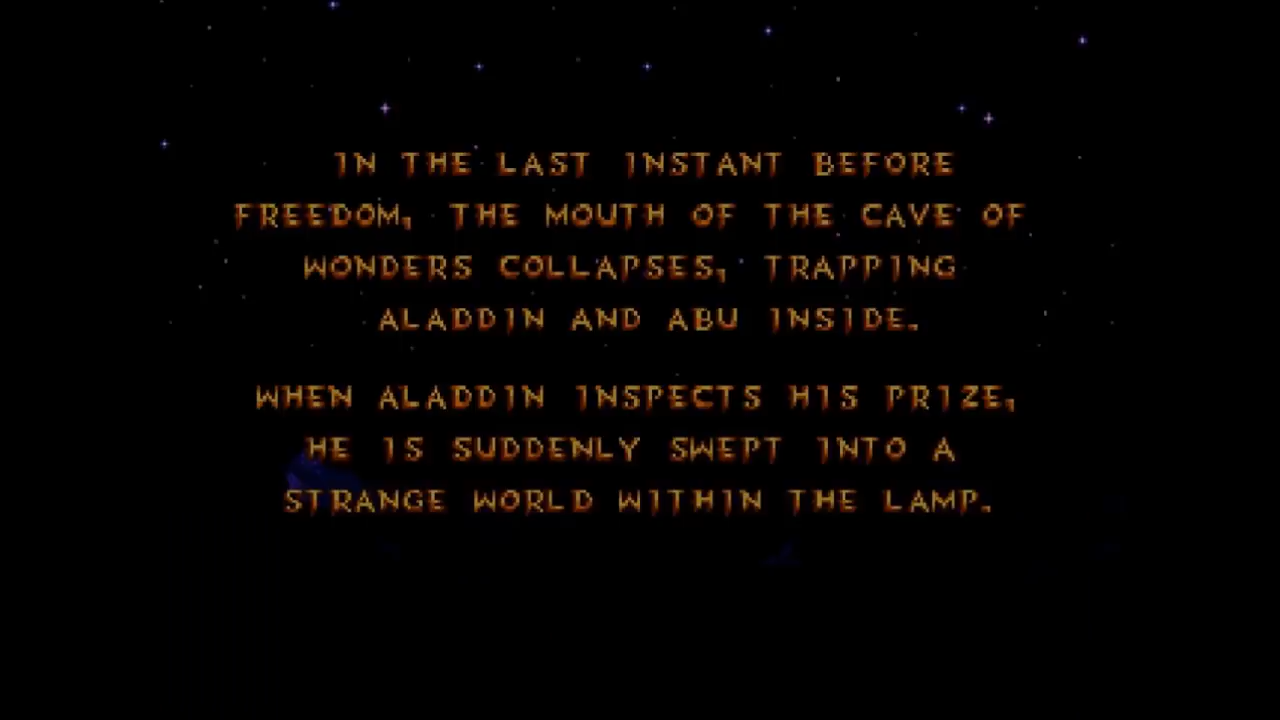 IN THE LAST INSTANT BEFORE
FREEDOM, THE MOUTH OF THE CAVE OF
WONDERS COLLAPSES, TRAPPING
ALADDIN AND ABU INSIDE.
WHEN ALADDIN INSPECTS HIS PRIZE,
HE IS SUDDENLY SWEPT INTO A
STRANGE WORLD WITHIN THE LAMP.